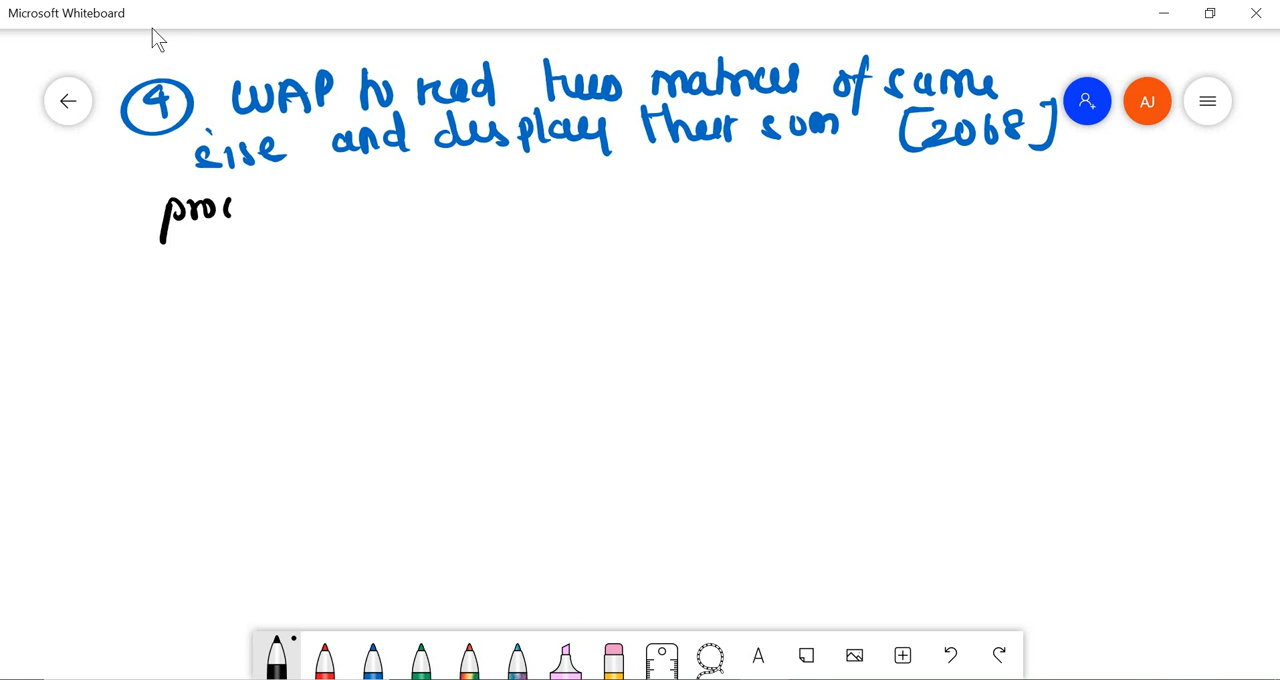 Microsoft Whiteboard
④ WAP to read two matrices of same
size and display their sum [2068]
AJ
proc
A